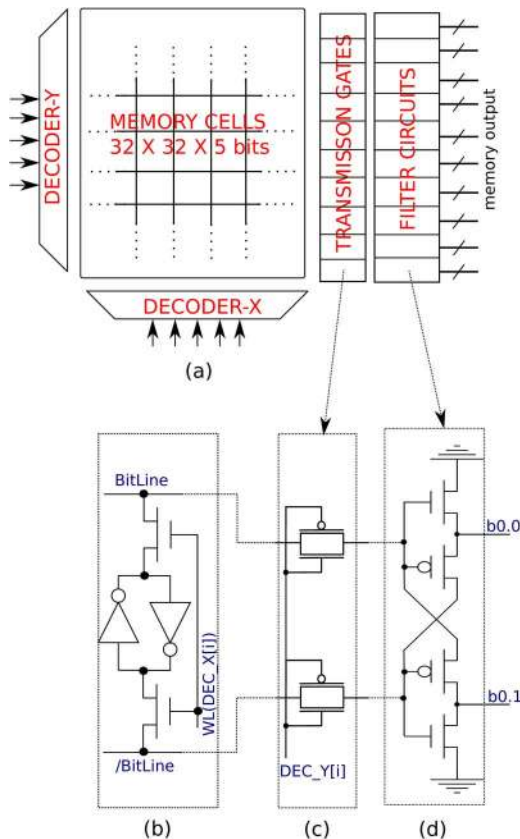 DECODER-Y
MEMORY CELLS
32 X 32 X 5 bits
TRANSMISSON GATES
FILTER CIRCUITS
memory output
DECODER-X
(a)
BitLine
WL(DEC_X[i])
/BitLine
DEC_Y[i]
b0.0
b0.1
(b)
(c)
(d)